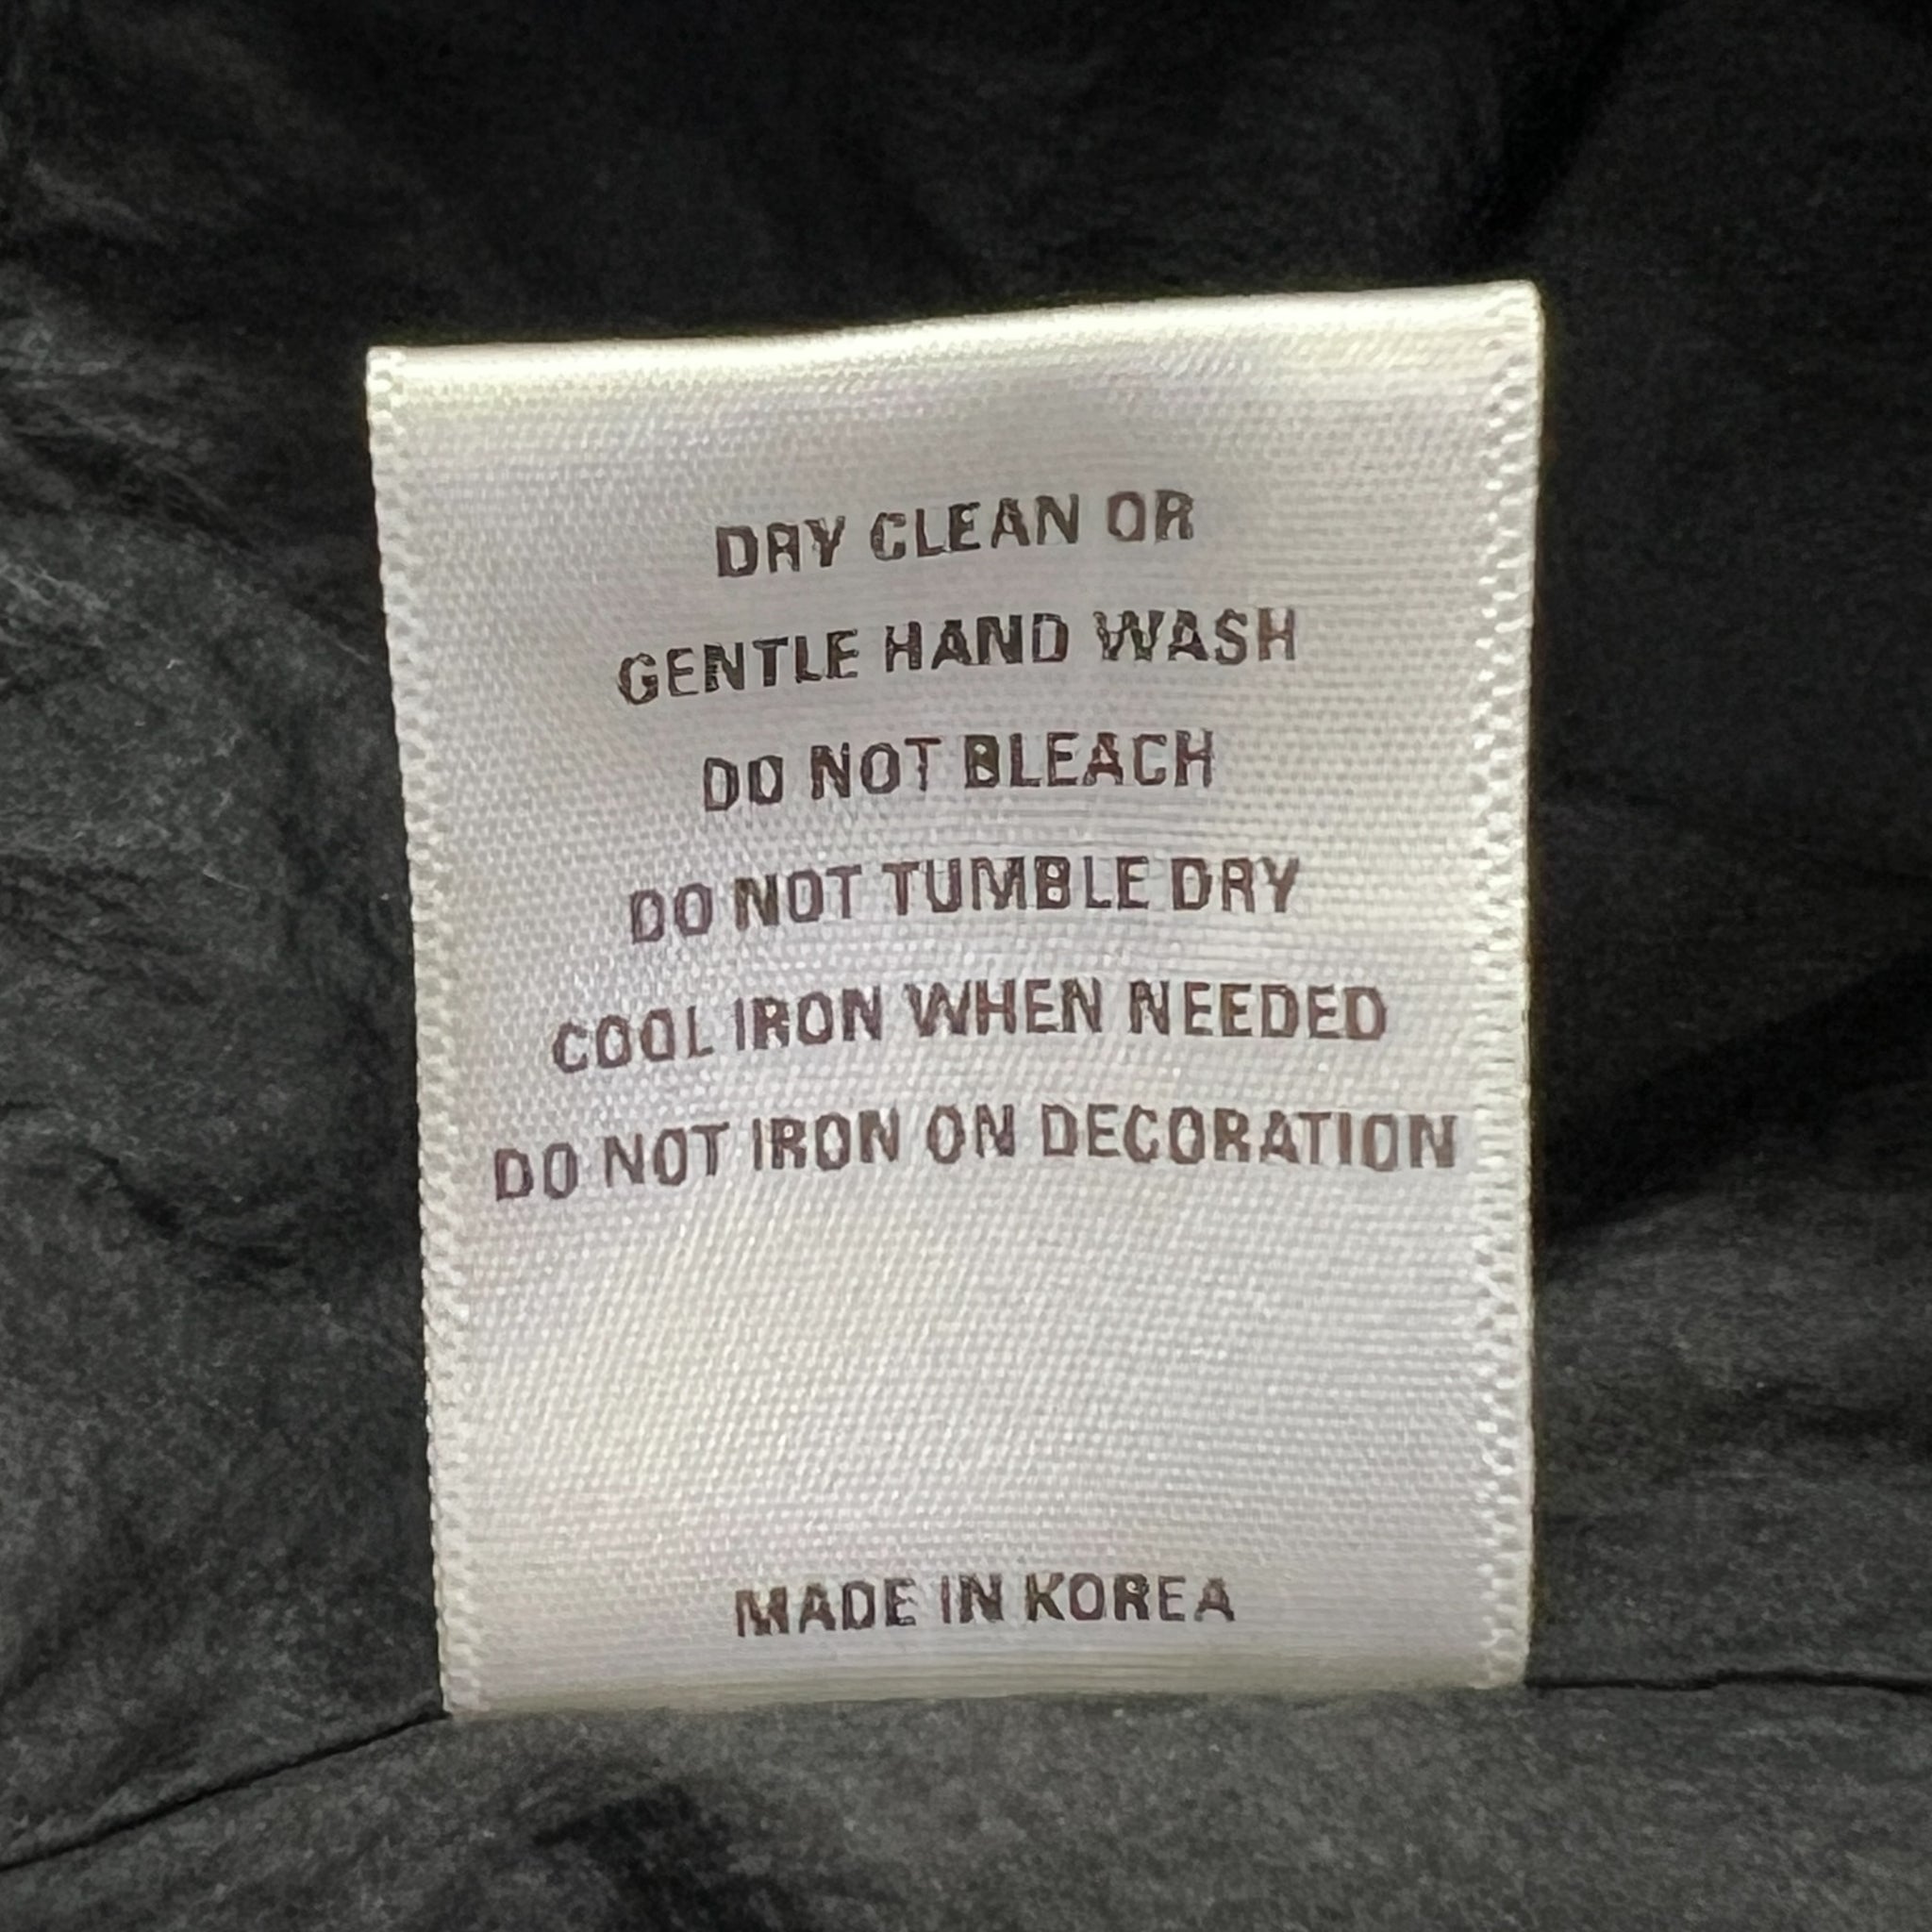 DRY CLEAN OR
GENTLE HAND WASH
DO NOT BLEACH
DO NOT TUMBLE DRY
COOL IRON WHEN NEEDED
DO NOT IRON ON DECORATION
MADE IN KOREA